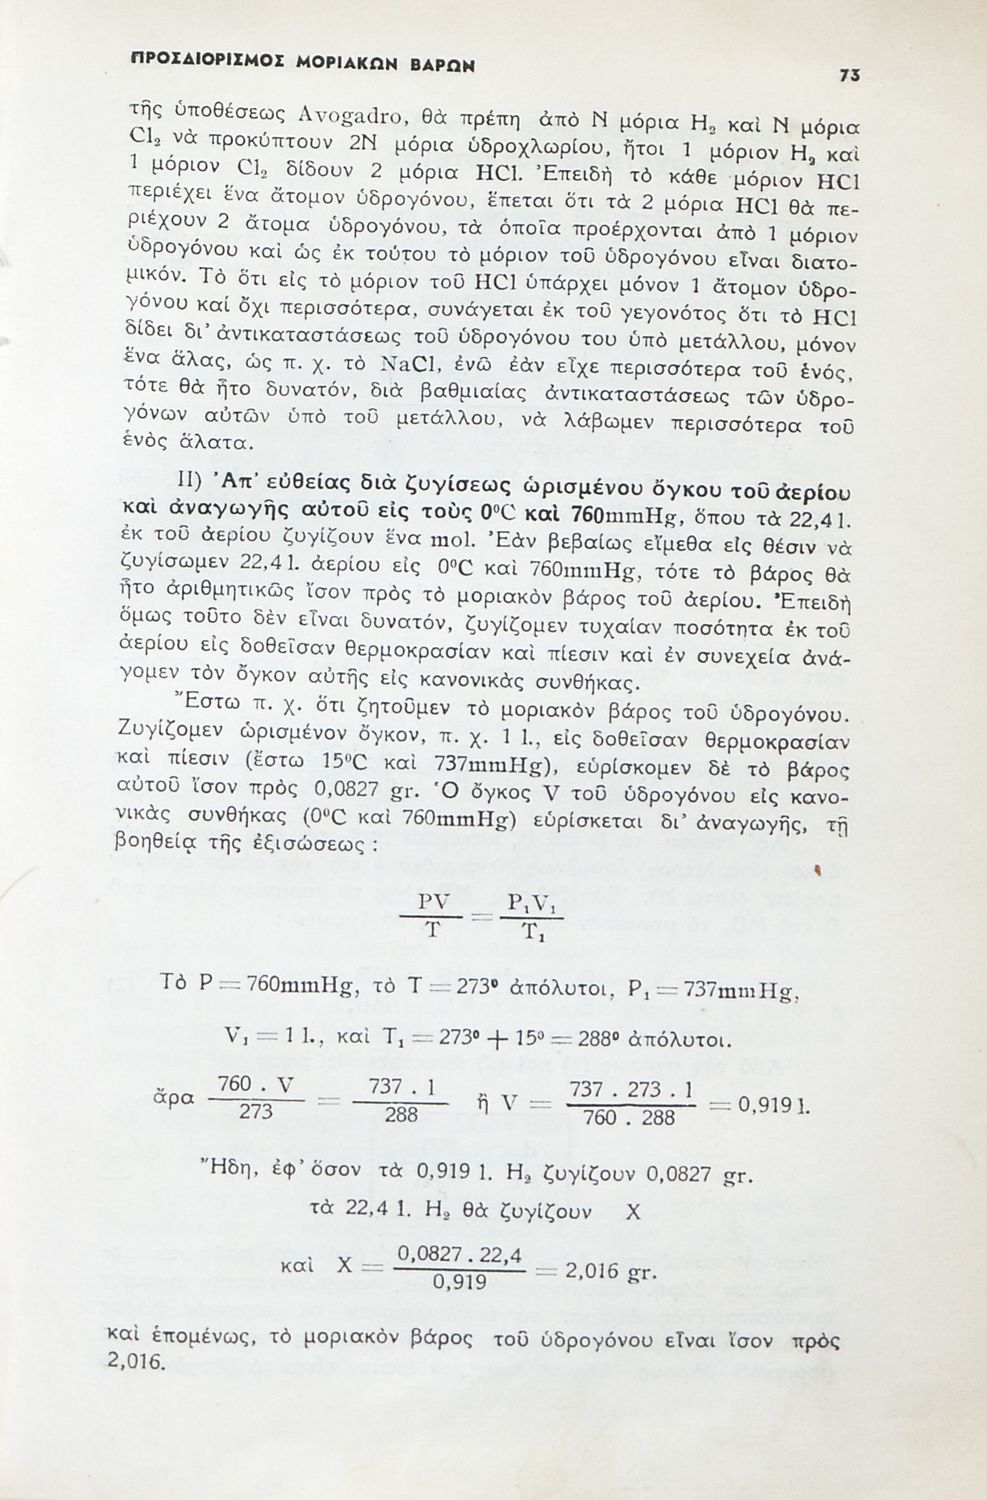 ΠΡΟΣΔΙΟΡΙΣΜΟΣ ΜΟΡΙΑΚΩΝ ΒΑΡΩΝ 73
τῆς ὑποθέσεως Avogadro, θὰ πρέπη ἀπὸ Ν μόρια H₂ καὶ Ν μόρια
Cl₂ νὰ προκύπτουν 2Ν μόρια ὑδροχλωρίου, ἤτοι 1 μόριον H₂ καὶ
1 μόριον Cl₂ δίδουν 2 μόρια HCl. Ἐπειδὴ τὸ κάθε μόριον HCl
περιέχει ἕνα ἄτομον ὑδρογόνου, ἕπεται ὅτι τὰ 2 μόρια HCl θὰ πε-
ριέχουν 2 ἄτομα ὑδρογόνου, τὰ ὁποῖα προέρχονται ἀπὸ 1 μόριον
ὑδρογόνου καὶ ὡς ἐκ τούτου τὸ μόριον τοῦ ὑδρογόνου εἶναι διατο-
μικόν. Τὸ ὅτι εἰς τὸ μόριον τοῦ HCl ὑπάρχει μόνον 1 ἄτομον ὑδρο-
γόνου καί ὄχι περισσότερα, συνάγεται ἐκ τοῦ γεγονότος ὅτι τὸ HCl
δίδει δι' ἀντικαταστάσεως τοῦ ὑδρογόνου του ὑπὸ μετάλλου, μόνον
ἕνα ἅλας, ὡς π. χ. τὸ NaCl, ἐνῶ ἐὰν εἶχε περισσότερα τοῦ ἑνός,
τότε θὰ ἦτο δυνατόν, διὰ βαθμιαίας ἀντικαταστάσεως τῶν ὑδρο-
γόνων αὐτῶν ὑπὸ τοῦ μετάλλου, νὰ λάβωμεν περισσότερα τοῦ
ἑνὸς ἅλατα.
II) Ἀπ' εὐθείας διὰ ζυγίσεως ὡρισμένου ὄγκου τοῦ ἀερίου
καὶ ἀναγωγῆς αὐτοῦ εἰς τοὺς 0°C καὶ 760mmHg, ὅπου τὰ 22,4 l.
ἐκ τοῦ ἀερίου ζυγίζουν ἕνα mol. Ἐὰν βεβαίως εἴμεθα εἰς θέσιν νὰ
ζυγίσωμεν 22,4 l. ἀερίου εἰς 0°C καὶ 760mmHg, τότε τὸ βάρος θὰ
ἦτο ἀριθμητικῶς ἴσον πρὸς τὸ μοριακὸν βάρος τοῦ ἀερίου. Ἐπειδὴ
ὅμως τοῦτο δὲν εἶναι δυνατόν, ζυγίζομεν τυχαίαν ποσότητα ἐκ τοῦ
ἀερίου εἰς δοθεῖσαν θερμοκρασίαν καὶ πίεσιν καὶ ἐν συνεχεία ἀνά-
γομεν τὸν ὄγκον αὐτῆς εἰς κανονικὰς συνθήκας.
Ἔστω π. χ. ὅτι ζητοῦμεν τὸ μοριακὸν βάρος τοῦ ὑδρογόνου.
Ζυγίζομεν ὡρισμένον ὄγκον, π. χ. 1 l., εἰς δοθεῖσαν θερμοκρασίαν
καὶ πίεσιν (ἔστω 15°C καὶ 737mmHg), εὑρίσκομεν δὲ τὸ βάρος
αὐτοῦ ἴσον πρὸς 0,0827 gr. Ὁ ὄγκος V τοῦ ὑδρογόνου εἰς κανο-
νικὰς συνθήκας (0°C καὶ 760mmHg) εὑρίσκεται δι' ἀναγωγῆς, τῇ
βοηθείᾳ τῆς ἐξισώσεως :
PV/T = P₁V₁/T₁
Τὸ P = 760mmHg, τὸ T = 273° ἀπόλυτοι, P₁ = 737mmHg,
V₁ = 1 l., καὶ T₁ = 273° + 15° = 288° ἀπόλυτοι.
ἄρα 760 . V/273 = 737 . 1/288 ἢ V = 737 . 273 . 1/760 . 288 = 0,919 l.
Ἤδη, ἐφ' ὅσον τὰ 0,919 l. H₂ ζυγίζουν 0,0827 gr.
τὰ 22,4 l. H₂ θὰ ζυγίζουν X
καὶ X = 0,0827 . 22,4/0,919 = 2,016 gr.
καὶ ἑπομένως, τὸ μοριακὸν βάρος τοῦ ὑδρογόνου εἶναι ἴσον πρὸς
2,016.